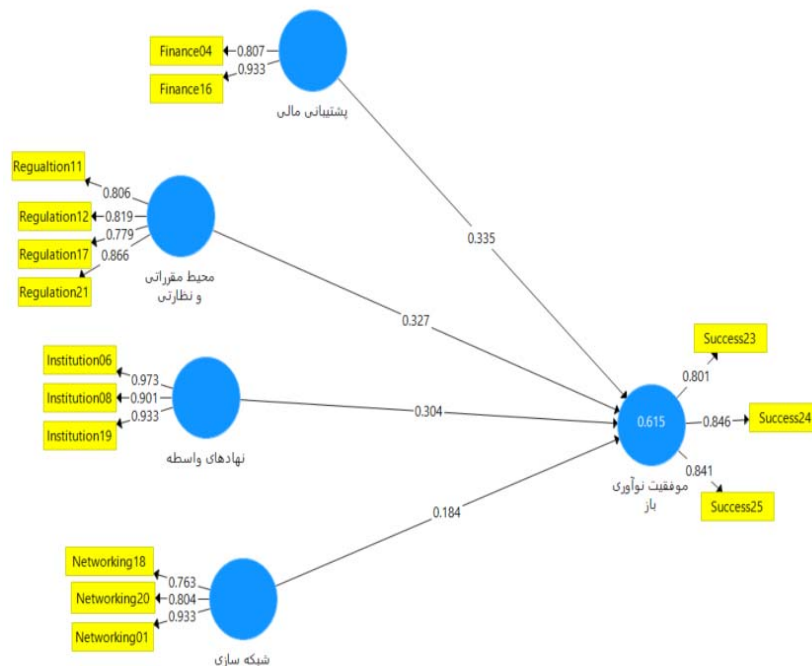 Finance04
0.807
Finance16
0.933
پشتیبانی مالی
0.335
Regualtion11
0.806
Regulation12
0.819
Regulation17
0.779
Regulation21
0.866
محیط مقرراتی
و نظارتی
0.327
Institution06
0.973
Institution08
0.901
Institution19
0.933
نهادهای واسطه
0.304
Networking18
0.763
Networking20
0.804
Networking01
0.933
شبکه سازی
0.184
0.615
موفقیت نوآوری
باز
Success23
0.801
Success24
0.846
Success25
0.841